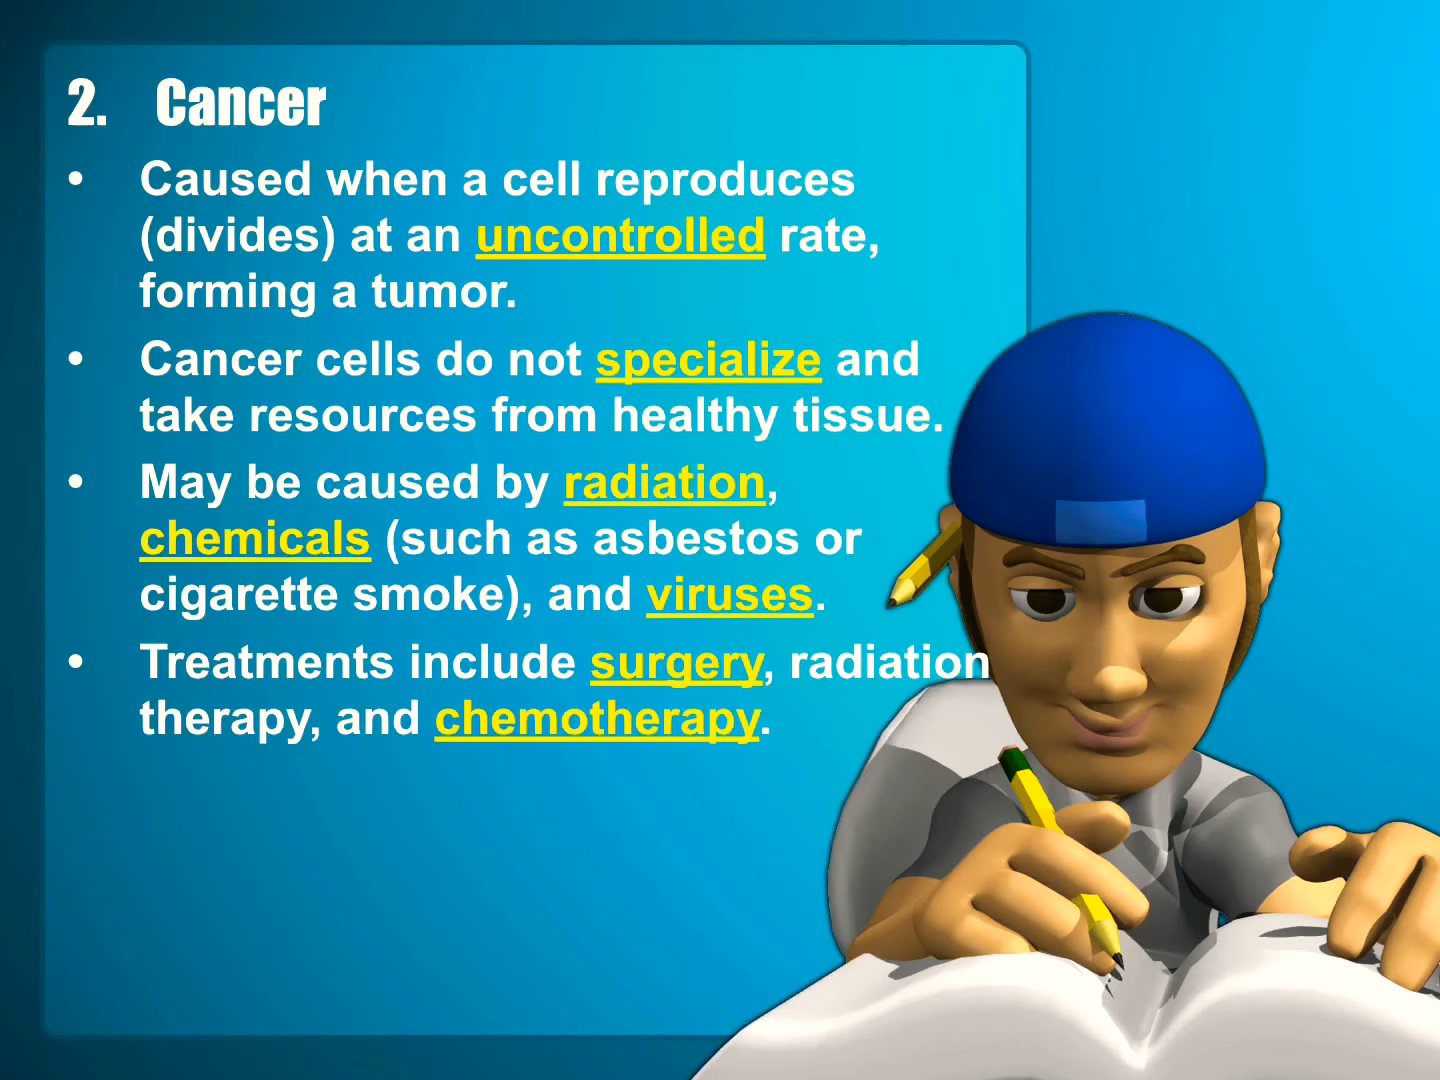 2. Cancer
• Caused when a cell reproduces
(divides) at an uncontrolled rate,
forming a tumor.
• Cancer cells do not specialize and
take resources from healthy tissue.
• May be caused by radiation,
chemicals (such as asbestos or
cigarette smoke), and viruses.
• Treatments include surgery, radiation
therapy, and chemotherapy.